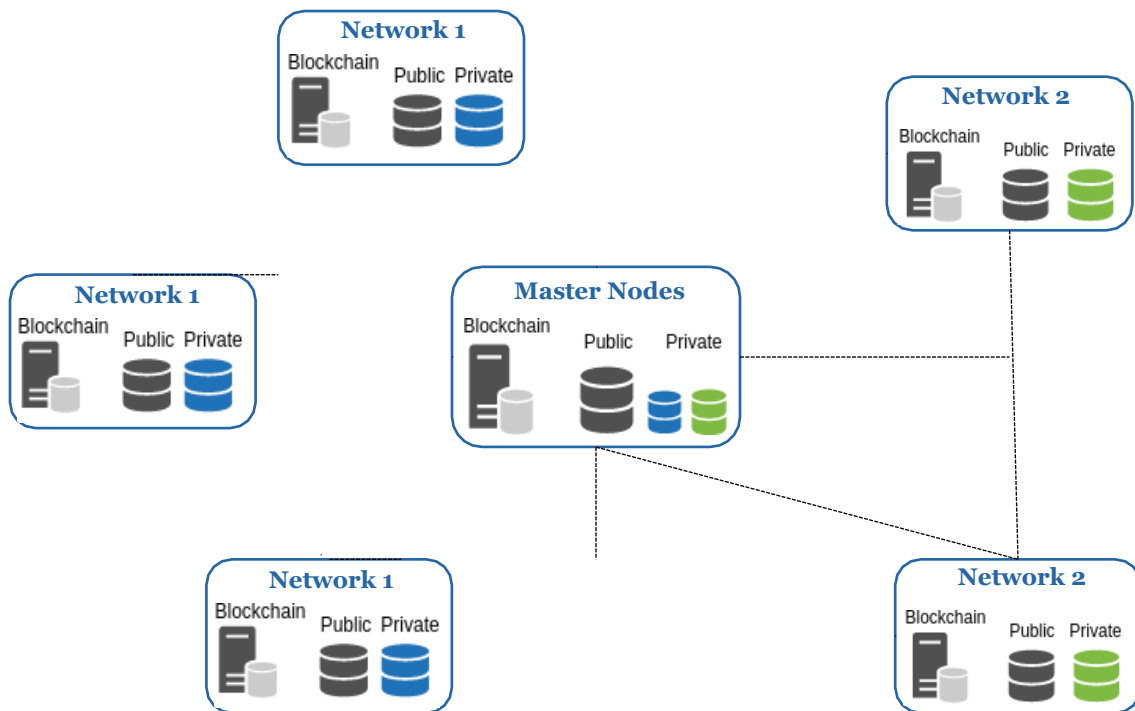 Network 1
Blockchain
Public Private
Network 2
Blockchain
Public Private
Network 1
Blockchain
Public Private
Master Nodes
Blockchain
Public Private
Network 1
Blockchain
Public Private
Network 2
Blockchain
Public Private